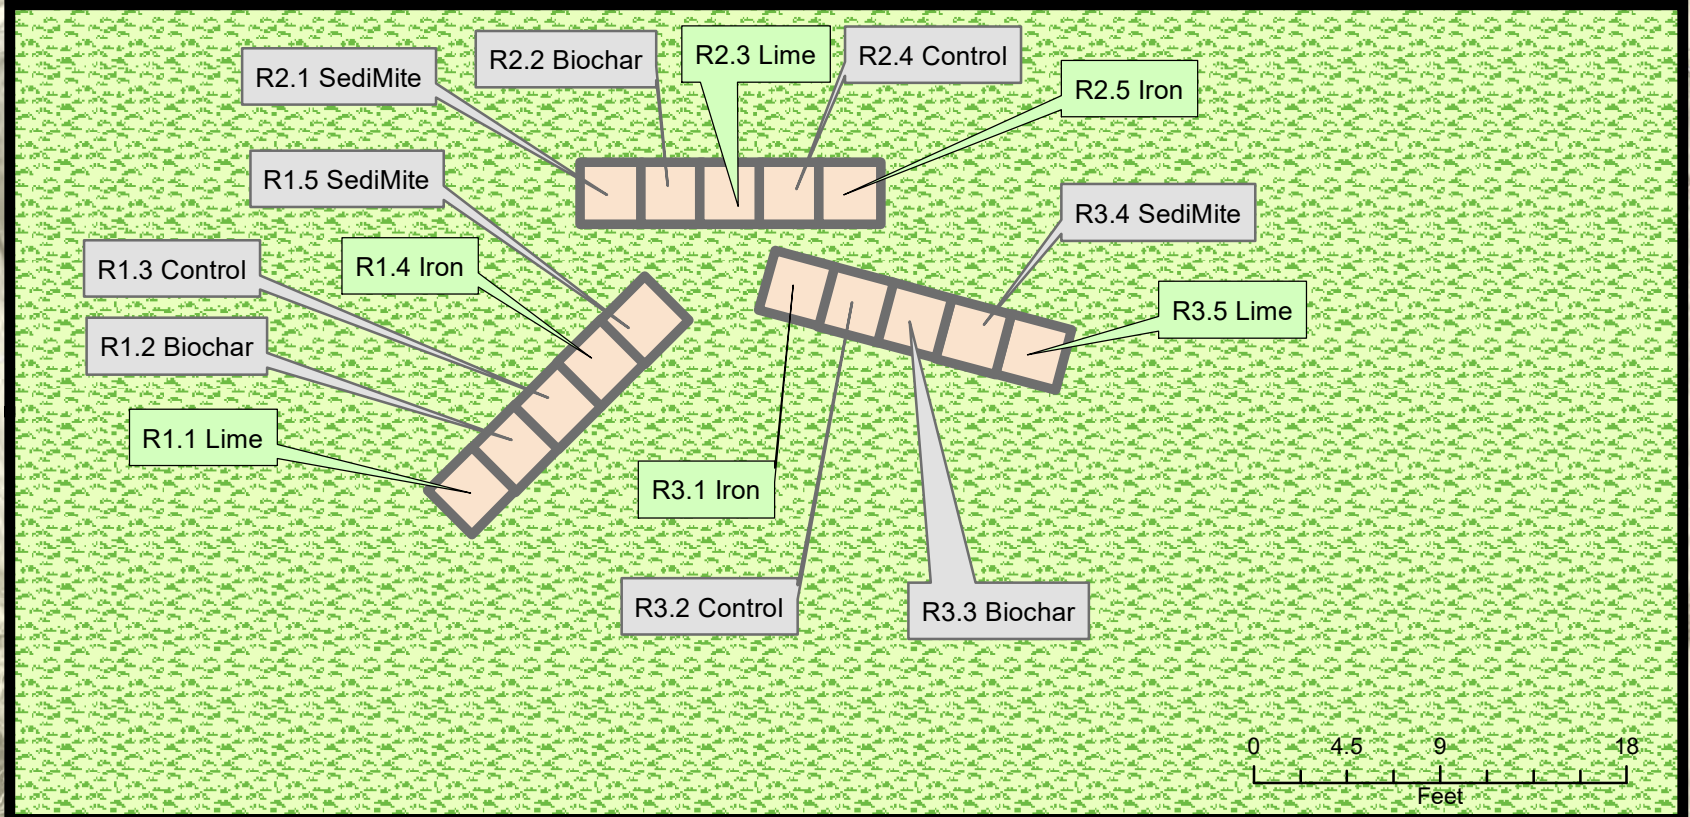 R2.1 SediMite
R2.2 Biochar
R2.3 Lime
R2.4 Control
R2.5 Iron
R1.5 SediMite
R1.3 Control
R1.4 Iron
R1.2 Biochar
R1.1 Lime
R3.4 SediMite
R3.5 Lime
R3.1 Iron
R3.2 Control
R3.3 Biochar
0 4.5 9 18
Feet